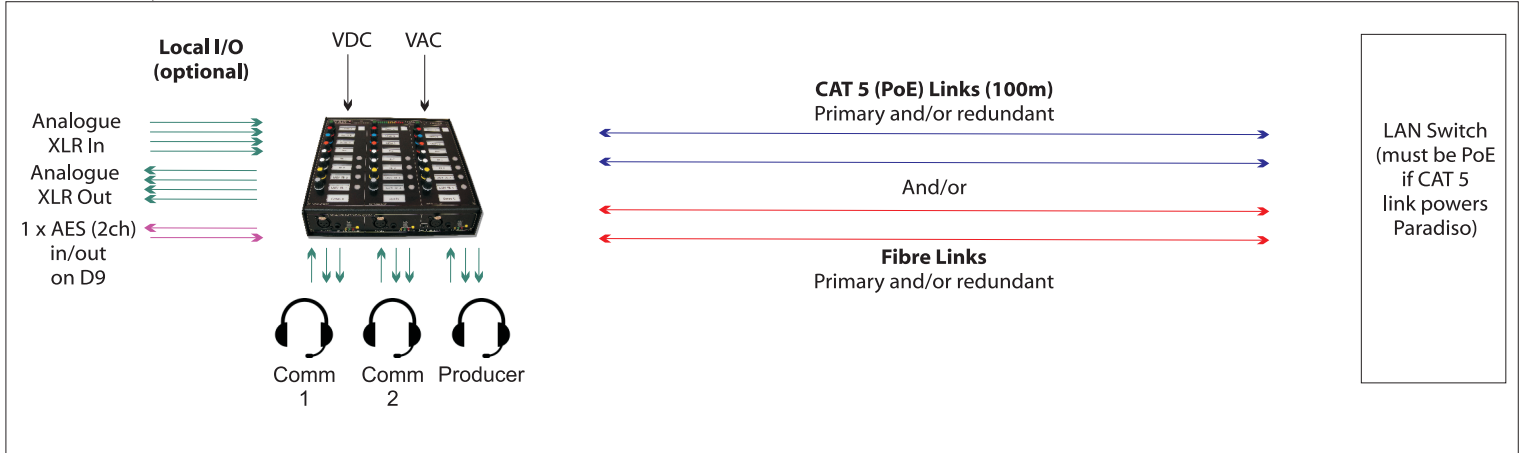 Local I/O
(optional)
VDC
VAC
Analogue
XLR In
Analogue
XLR Out
1 x AES (2ch)
in/out
on D9
CAT 5 (PoE) Links (100m)
Primary and/or redundant
And/or
Fibre Links
Primary and/or redundant
LAN Switch
(must be PoE
if CAT 5
link powers
Paradiso)
Comm
1
Comm
2
Producer